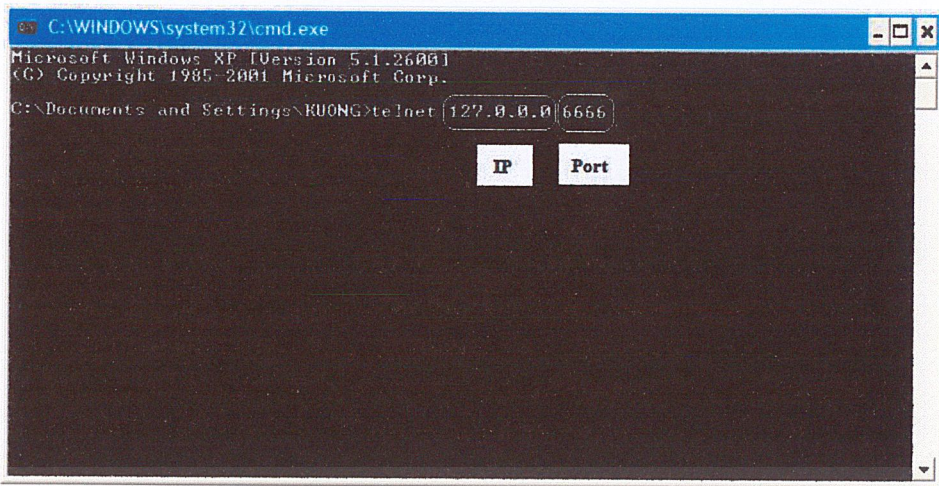 C:\WINDOWS\system32\cmd.exe
Microsoft Windows XP [Version 5.1.2600]
(C) Copyright 1985-2001 Microsoft Corp.
C:\Documents and Settings\KUONG>telnet 127.0.0.0 6666
IP Port